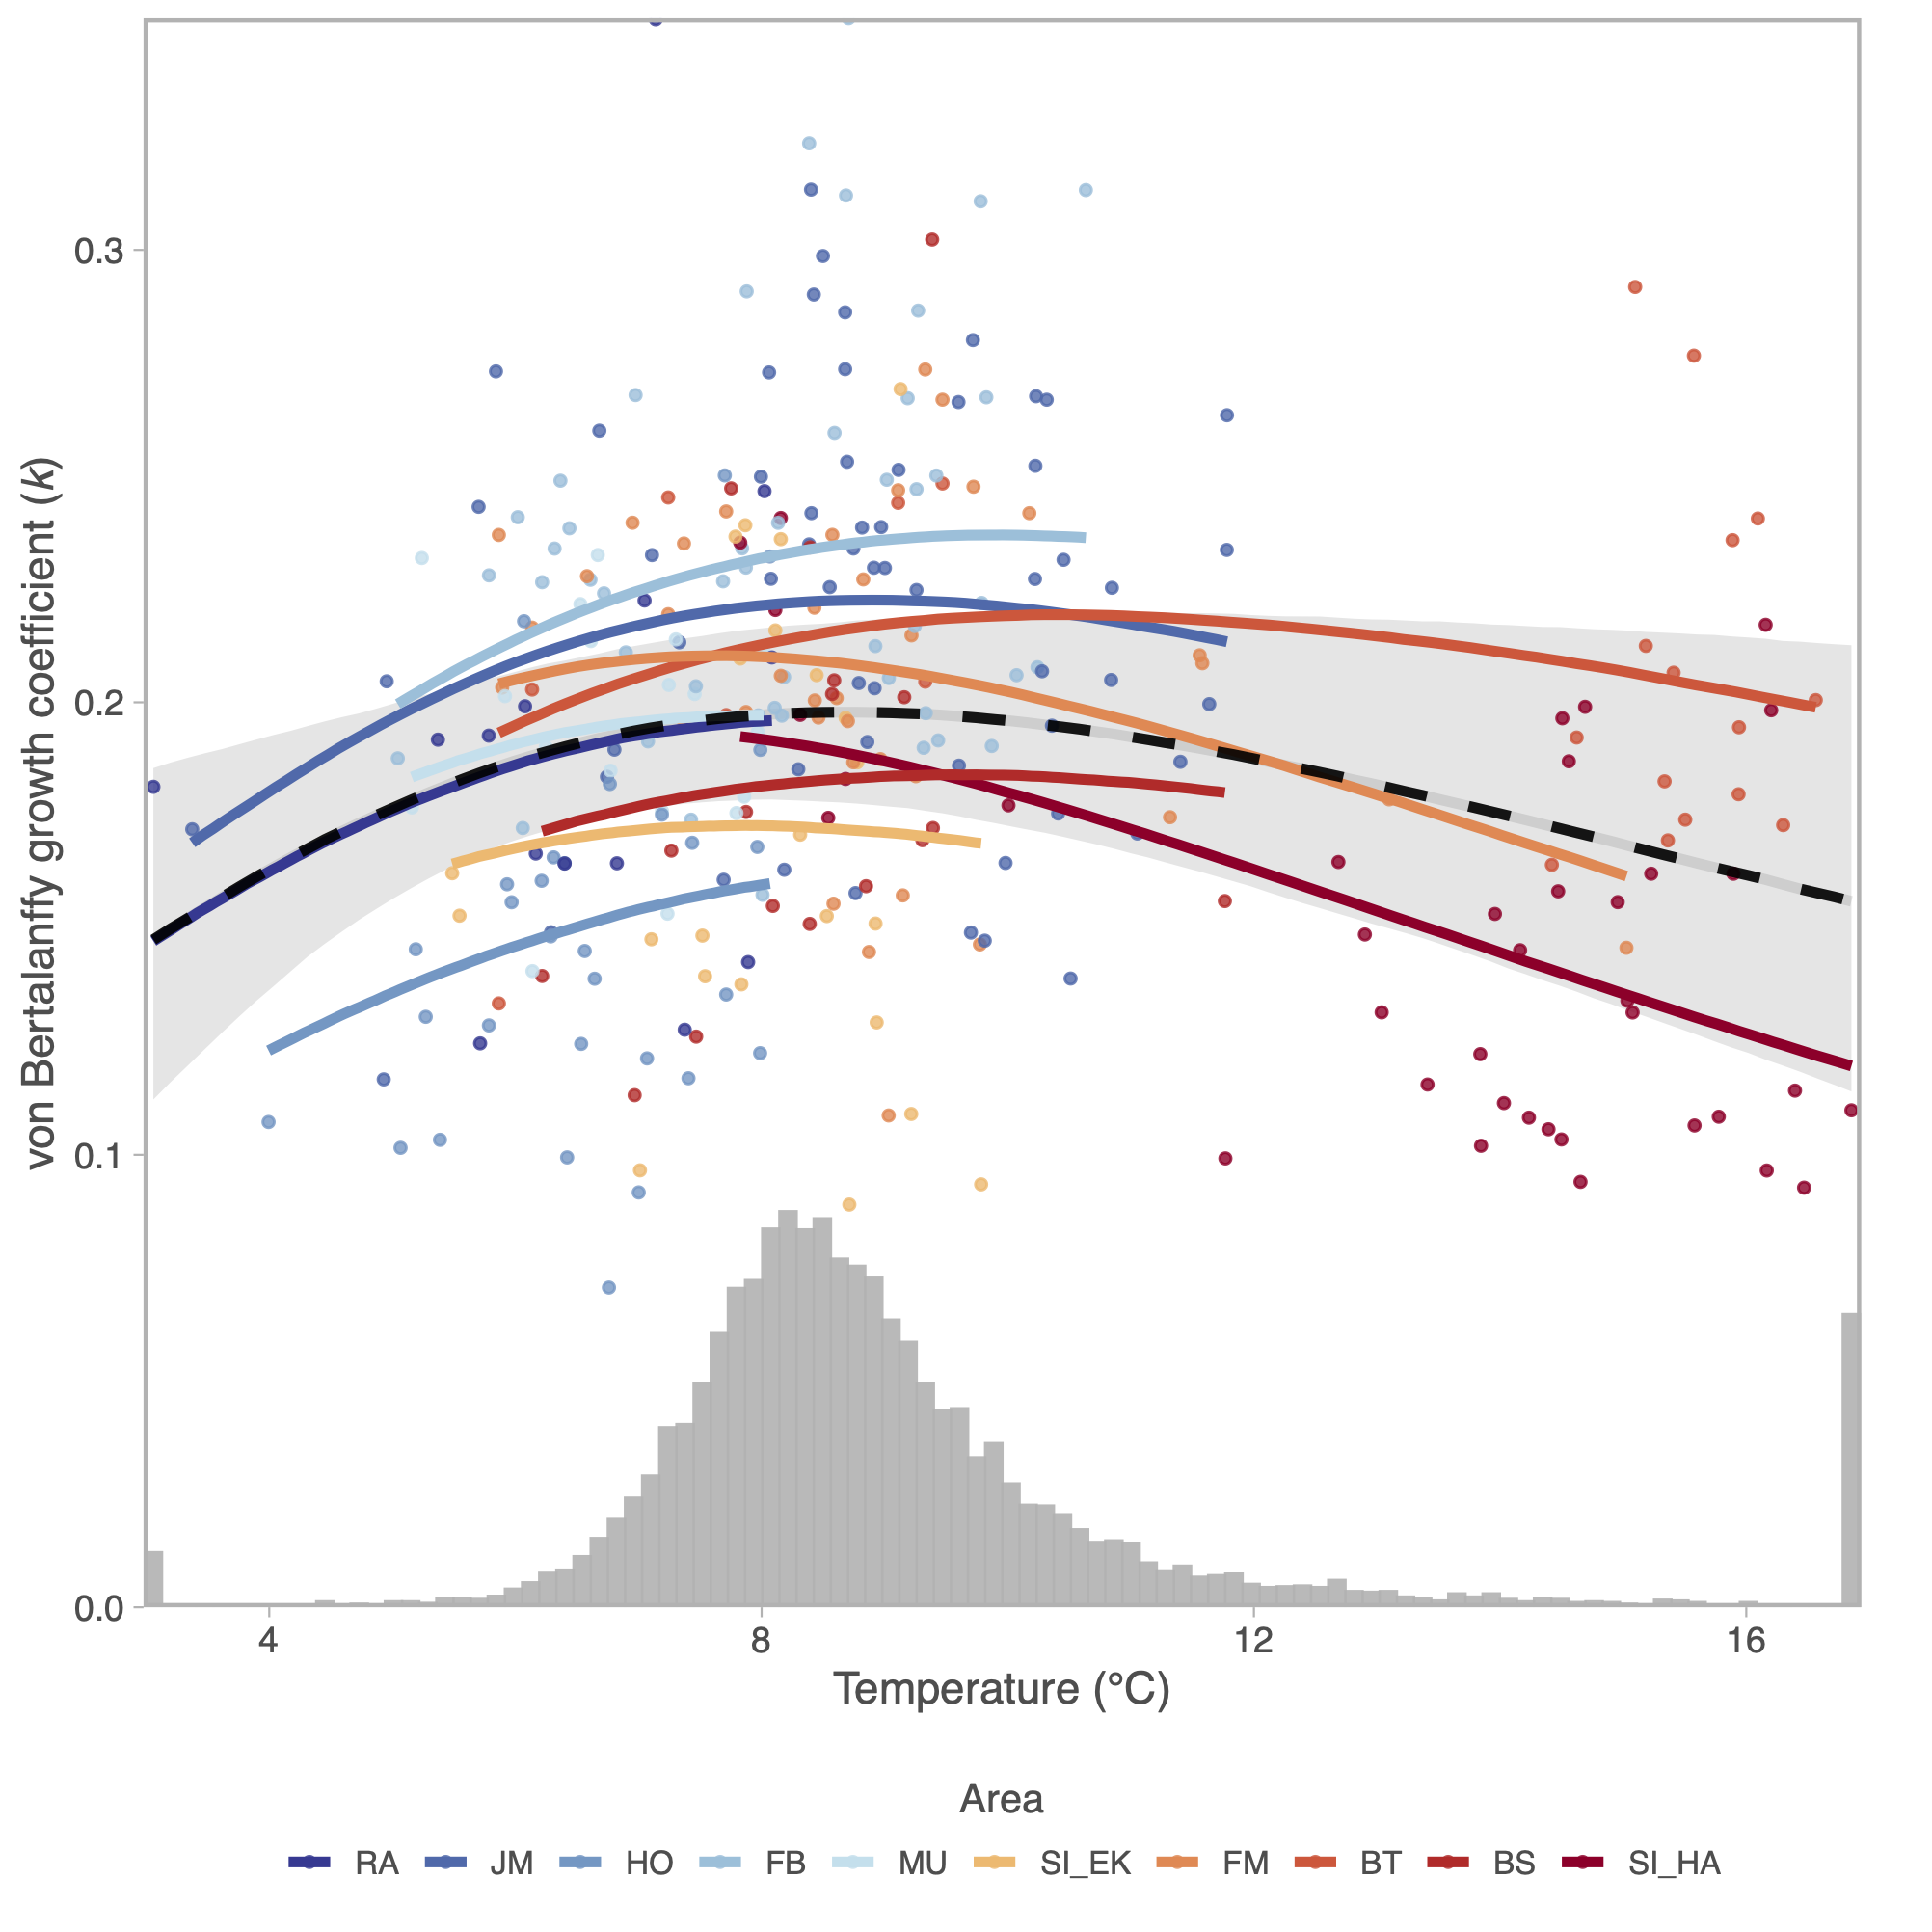 von Bertalanffy growth coefficient (k)
0.3
0.2
0.1
0.0
4 8 12 16
Temperature (°C)
Area
RA JM HO FB MU SI_EK FM BT BS SI_HA